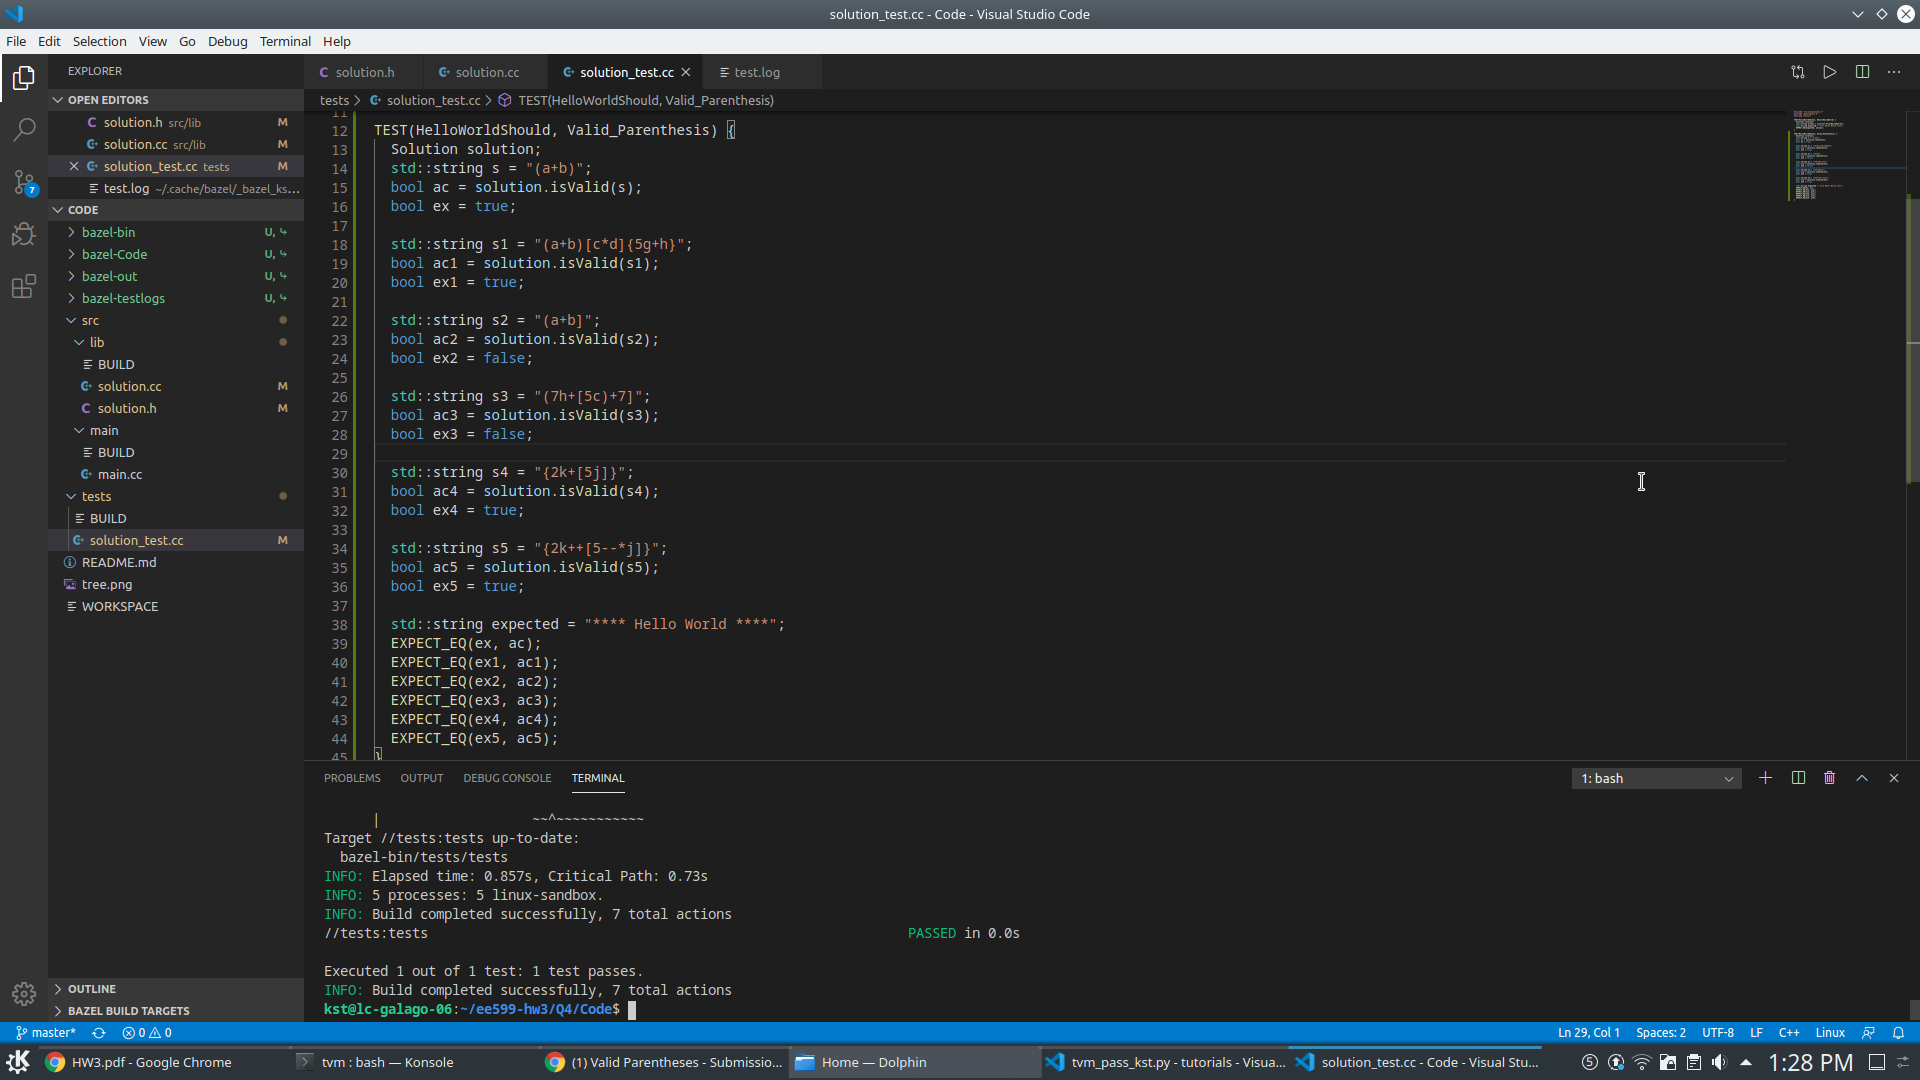 solution_test.cc - Code - Visual Studio Code
File Edit Selection View Go Debug Terminal Help
EXPLORER
OPEN EDITORS
solution.h src/lib M
solution.cc src/lib M
solution_test.cc tests M
test.log ~/.cache/bazel/_bazel_ks...
CODE
bazel-bin U,
bazel-Code U,
bazel-out U,
bazel-testlogs U,
src
lib
BUILD
solution.cc M
solution.h M
main
BUILD
main.cc
tests
BUILD
solution_test.cc M
README.md
tree.png
WORKSPACE
OUTLINE
BAZEL BUILD TARGETS
7
solution.h solution.cc solution_test.cc test.log
tests > solution_test.cc > TEST(HelloWorldShould, Valid_Parenthesis)
11
12 TEST(HelloWorldShould, Valid_Parenthesis) {
13 Solution solution;
14 std::string s = "(a+b)";
15 bool ac = solution.isValid(s);
16 bool ex = true;
17
18 std::string s1 = "(a+b)[c*d]{5g+h}";
19 bool ac1 = solution.isValid(s1);
20 bool ex1 = true;
21
22 std::string s2 = "(a+b]";
23 bool ac2 = solution.isValid(s2);
24 bool ex2 = false;
25
26 std::string s3 = "(7h+[5c)+7]";
27 bool ac3 = solution.isValid(s3);
28 bool ex3 = false;
29
30 std::string s4 = "{2k+[5j]}";
31 bool ac4 = solution.isValid(s4);
32 bool ex4 = true;
33
34 std::string s5 = "{2k++[5--*j]}";
35 bool ac5 = solution.isValid(s5);
36 bool ex5 = true;
37
38 std::string expected = "**** Hello World ****";
39 EXPECT_EQ(ex, ac);
40 EXPECT_EQ(ex1, ac1);
41 EXPECT_EQ(ex2, ac2);
42 EXPECT_EQ(ex3, ac3);
43 EXPECT_EQ(ex4, ac4);
44 EXPECT_EQ(ex5, ac5);
45 }
PROBLEMS OUTPUT DEBUG CONSOLE TERMINAL 1: bash
| ~~^~~~~~~~~~~~
Target //tests:tests up-to-date:
bazel-bin/tests/tests
INFO: Elapsed time: 0.857s, Critical Path: 0.73s
INFO: 5 processes: 5 linux-sandbox.
INFO: Build completed successfully, 7 total actions
//tests:tests PASSED in 0.0s
Executed 1 out of 1 test: 1 test passes.
INFO: Build completed successfully, 7 total actions
kst@lc-galago-06:~/ee599-hw3/Q4/Code$
master* 0 0 Ln 29, Col 1 Spaces: 2 UTF-8 LF C++ Linux
HW3.pdf - Google Chrome tvm : bash — Konsole (1) Valid Parentheses - Submissio... Home — Dolphin tvm_pass_kst.py - tutorials - Visua... solution_test.cc - Code - Visual Stu... 1:28 PM